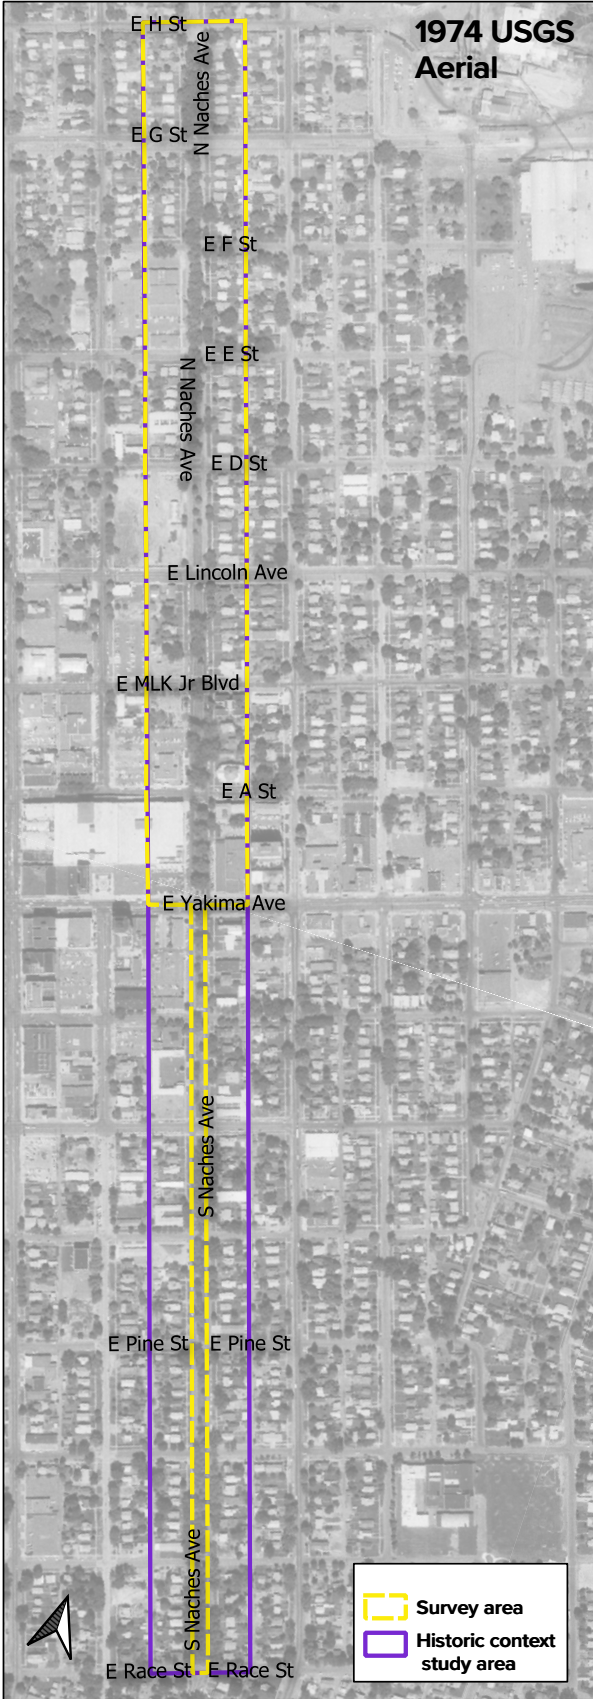 1974 USGS
Aerial
E H St
N Naches Ave
E G St
E F St
E E St
N Naches Ave
E D St
E Lincoln Ave
E MLK Jr Blvd
E A St
E Yakima Ave
S Naches Ave
E Pine St
E Pine St
S Naches Ave
E Race St
E Race St
Survey area
Historic context
study area